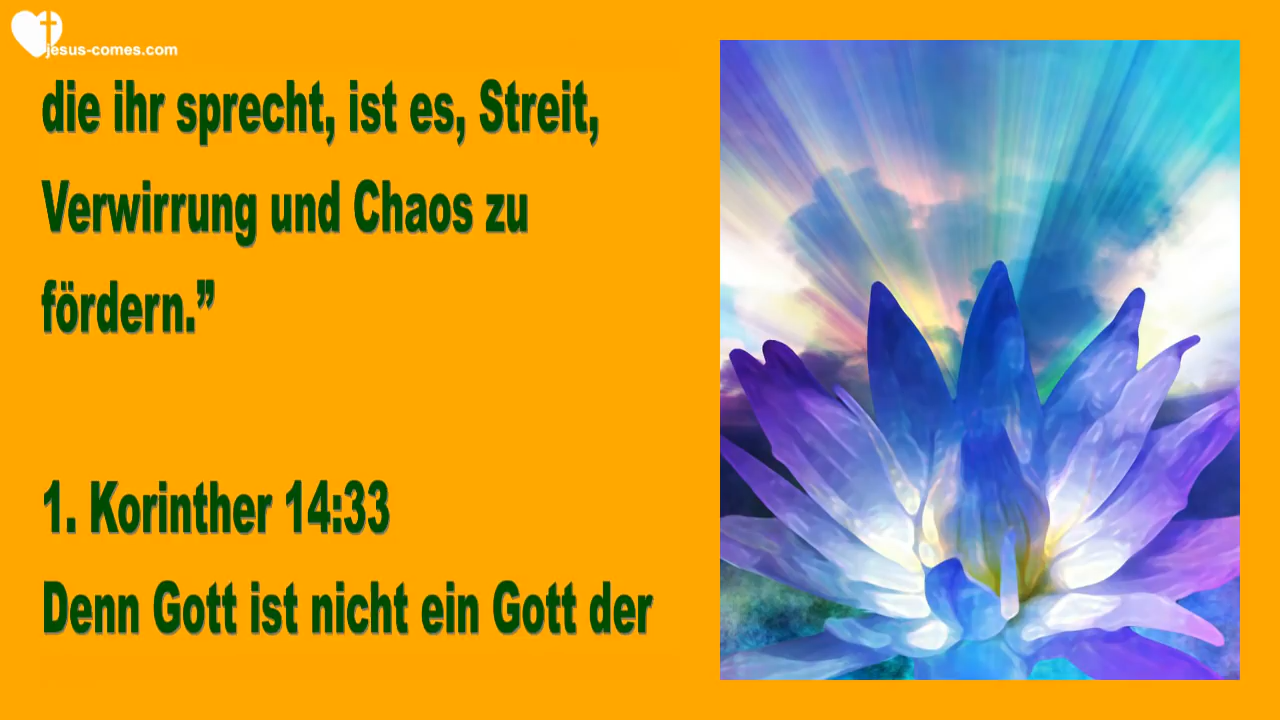 jesus-comes.com
die ihr sprecht, ist es, Streit,
Verwirrung und Chaos zu
fördern.”
1. Korinther 14:33
Denn Gott ist nicht ein Gott der